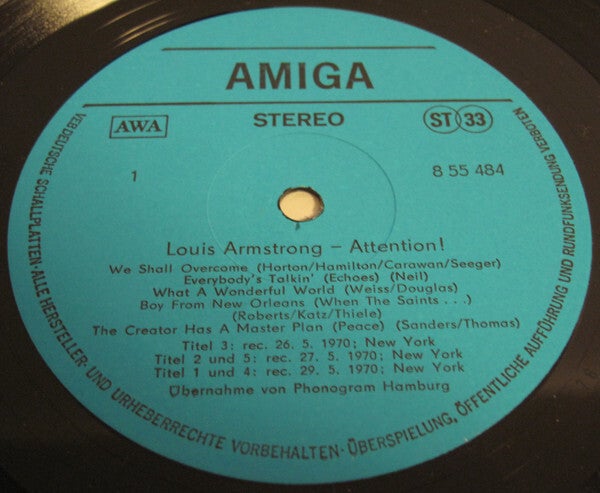 AMIGA
AWA
STEREO
ST 33
1
8 55 484
Louis Armstrong – Attention!
We Shall Overcome (Horton/Hamilton/Carawan/Seeger)
Everybody's Talkin' (Echoes) (Neil)
What A Wonderful World (Weiss/Douglas)
Boy From New Orleans (When The Saints . . .)
(Roberts/Katz/Thiele)
The Creator Has A Master Plan (Peace) (Sanders/Thomas)
Titel 3: rec. 26. 5. 1970; New York
Titel 2 und 5: rec. 27. 5. 1970; New York
Titel 1 und 4: rec. 29. 5. 1970; New York
Übernahme von Phonogram Hamburg
VEB DEUTSCHE SCHALLPLATTEN · ALLE HERSTELLER- UND URHEBERRECHTE VORBEHALTEN · ÜBERSPIELUNG, ÖFFENTLICHE AUFFÜHRUNG UND RUNDFUNKSENDUNG VERBOTEN